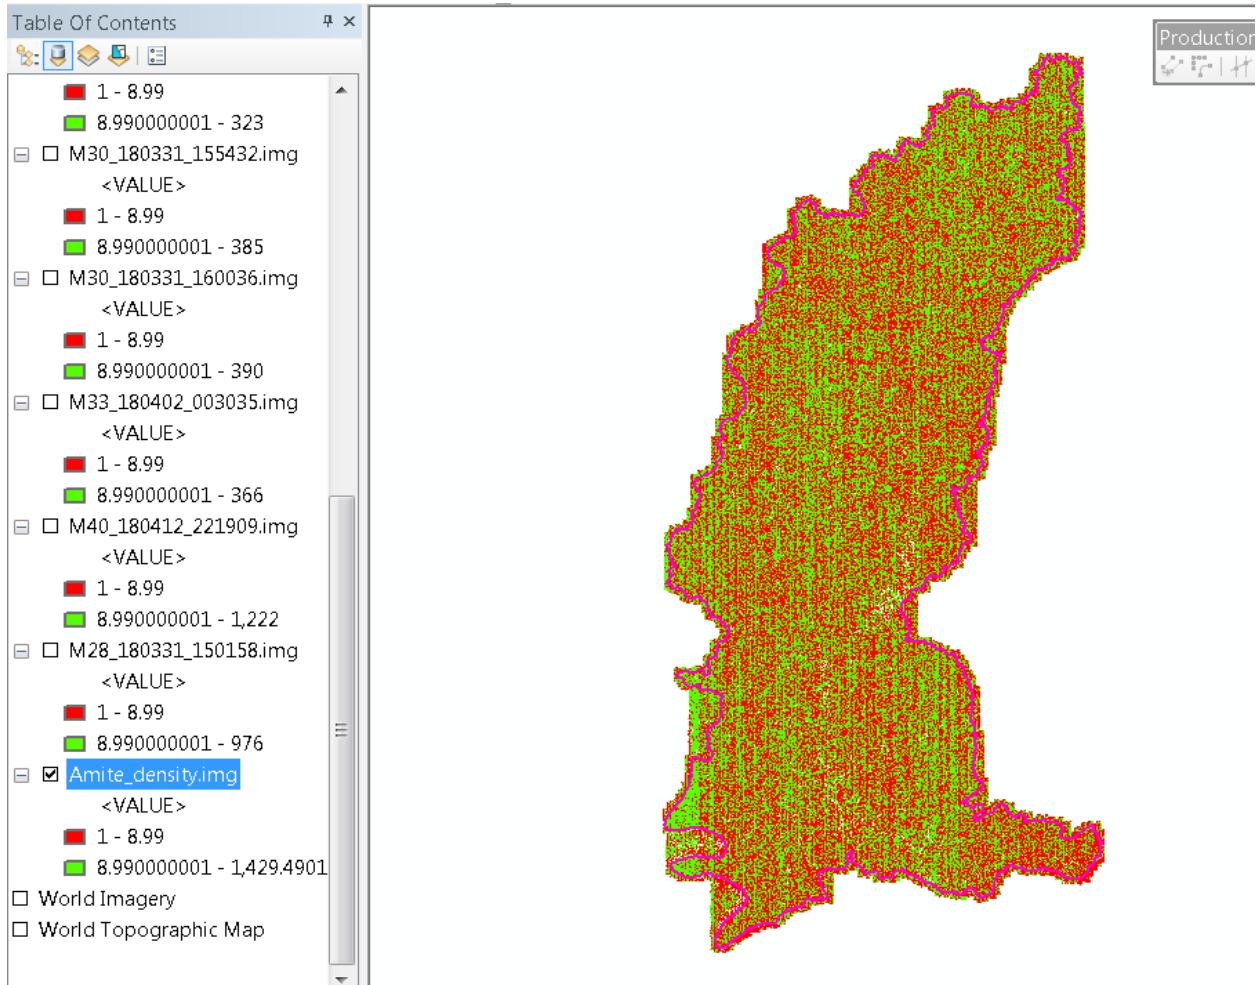 Table Of Contents
1 - 8.99
8.990000001 - 323
M30_180331_155432.img
<VALUE>
1 - 8.99
8.990000001 - 385
M30_180331_160036.img
<VALUE>
1 - 8.99
8.990000001 - 390
M33_180402_003035.img
<VALUE>
1 - 8.99
8.990000001 - 366
M40_180412_221909.img
<VALUE>
1 - 8.99
8.990000001 - 1,222
M28_180331_150158.img
<VALUE>
1 - 8.99
8.990000001 - 976
Amite_density.img
<VALUE>
1 - 8.99
8.990000001 - 1,429.4901
World Imagery
World Topographic Map
Production